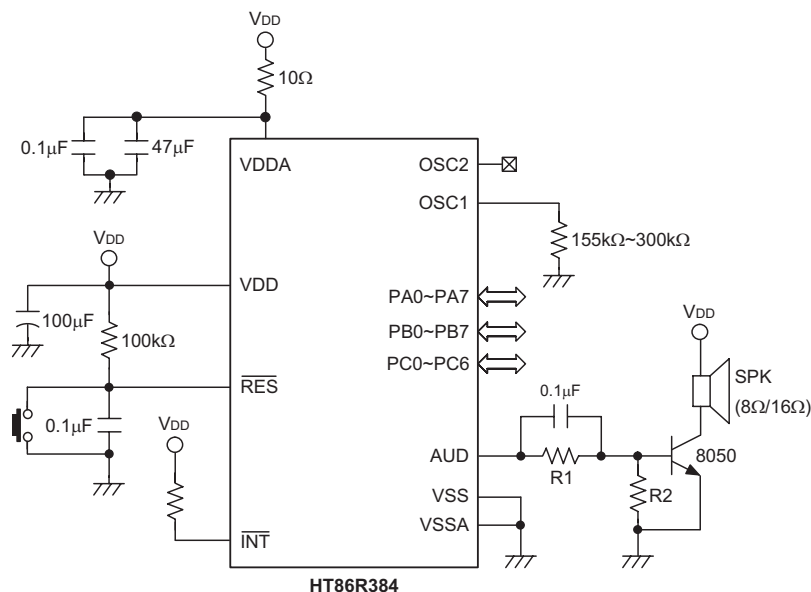 VDD
10Ω
0.1μF
47μF
VDDA
OSC2
OSC1
155kΩ~300kΩ
VDD
VDD
100μF
100kΩ
PA0~PA7
PB0~PB7
PC0~PC6
VDD
SPK
(8Ω/16Ω)
RES
0.1μF
0.1μF
VDD
AUD
R1
8050
R2
VSS
VSSA
INT
HT86R384